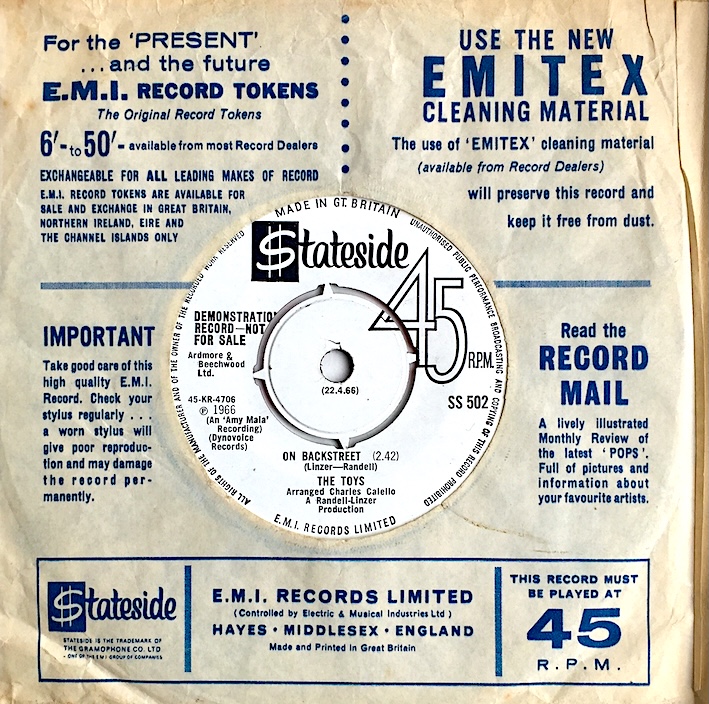 For the 'PRESENT'
...and the future
E.M.I. RECORD TOKENS
The Original Record Tokens
6/- to 50/- available from most Record Dealers
EXCHANGEABLE FOR ALL LEADING MAKES OF RECORD
E.M.I. RECORD TOKENS ARE AVAILABLE FOR
SALE AND EXCHANGE IN GREAT BRITAIN,
NORTHERN IRELAND, EIRE AND
THE CHANNEL ISLANDS ONLY
USE THE NEW
EMITEX
CLEANING MATERIAL
The use of 'EMITEX' cleaning material
(available from Record Dealers)
will preserve this record and
keep it free from dust.
IMPORTANT
Take good care of this
high quality E.M.I.
Record. Check your
stylus regularly . . .
a worn stylus will
give poor reproduc-
tion and may damage
the record per-
manently.
MADE IN GT. BRITAIN
UNAUTHORISED PUBLIC PERFORMANCE BROADCASTING AND COPYING OF THIS RECORD PROHIBITED
ALL RIGHTS OF THE MANUFACTURER AND OF THE OWNER OF THE RECORDED WORK RESERVED
$tateside
45
R.P.M.
DEMONSTRATION
RECORD—NOT
FOR SALE
Ardmore &
Beechwood
Ltd.
45-KR-4706
℗ 1966
(An 'Amy Mala'
Recording)
(Dynovoice
Records)
(22.4.66)
SS 502
ON BACKSTREET (2.42)
(Linzer—Randell)
THE TOYS
Arranged Charles Calello
A Randell-Linzer
Production
E.M.I. RECORDS LIMITED
Read the
RECORD
MAIL
A lively illustrated
Monthly Review of
the latest 'POPS'.
Full of pictures and
information about
your favourite artists.
$tateside
STATESIDE IS THE TRADEMARK OF
THE GRAMOPHONE CO. LTD
- ONE OF THE E.M.I GROUP OF COMPANIES
E.M.I. RECORDS LIMITED
(Controlled by Electric & Musical Industries Ltd)
HAYES • MIDDLESEX • ENGLAND
Made and Printed in Great Britain
THIS RECORD MUST
BE PLAYED AT
45
R.P.M.